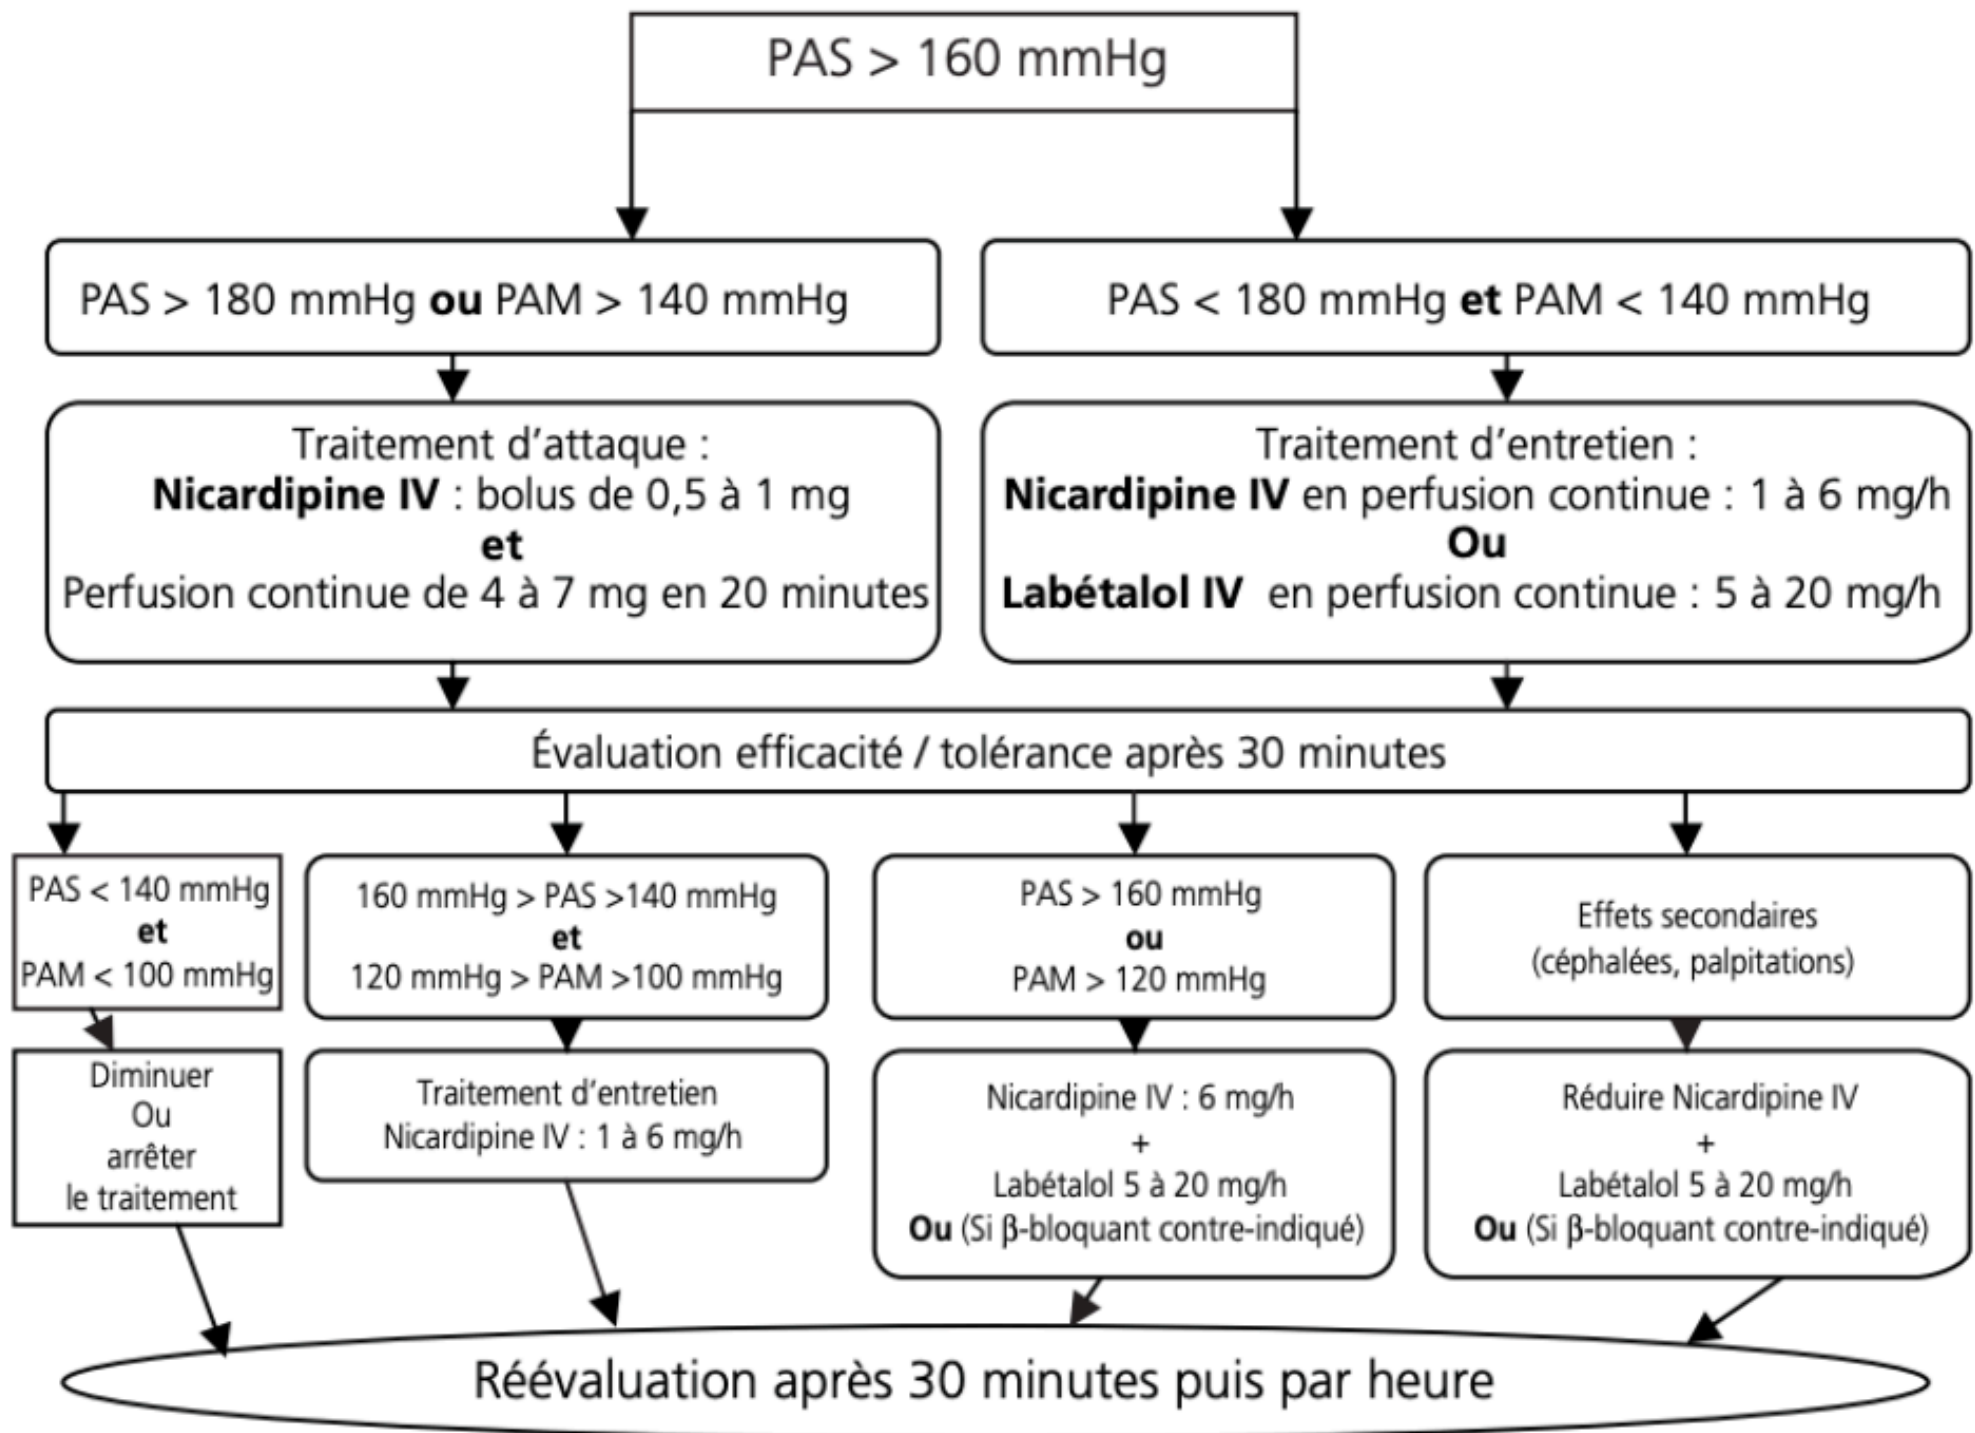 PAS > 160 mmHg
PAS > 180 mmHg ou PAM > 140 mmHg
PAS < 180 mmHg et PAM < 140 mmHg
Traitement d’attaque :
Nicardipine IV : bolus de 0,5 à 1 mg
et
Perfusion continue de 4 à 7 mg en 20 minutes
Traitement d’entretien :
Nicardipine IV en perfusion continue : 1 à 6 mg/h
Ou
Labétalol IV en perfusion continue : 5 à 20 mg/h
Évaluation efficacité / tolérance après 30 minutes
PAS < 140 mmHg
et
PAM < 100 mmHg
160 mmHg > PAS >140 mmHg
et
120 mmHg > PAM >100 mmHg
PAS > 160 mmHg
ou
PAM > 120 mmHg
Effets secondaires
(céphalées, palpitations)
Diminuer
Ou
arrêter
le traitement
Traitement d’entretien
Nicardipine IV : 1 à 6 mg/h
Nicardipine IV : 6 mg/h
+
Labétalol 5 à 20 mg/h
Ou (Si β-bloquant contre-indiqué)
Réduire Nicardipine IV
+
Labétalol 5 à 20 mg/h
Ou (Si β-bloquant contre-indiqué)
Réévaluation après 30 minutes puis par heure